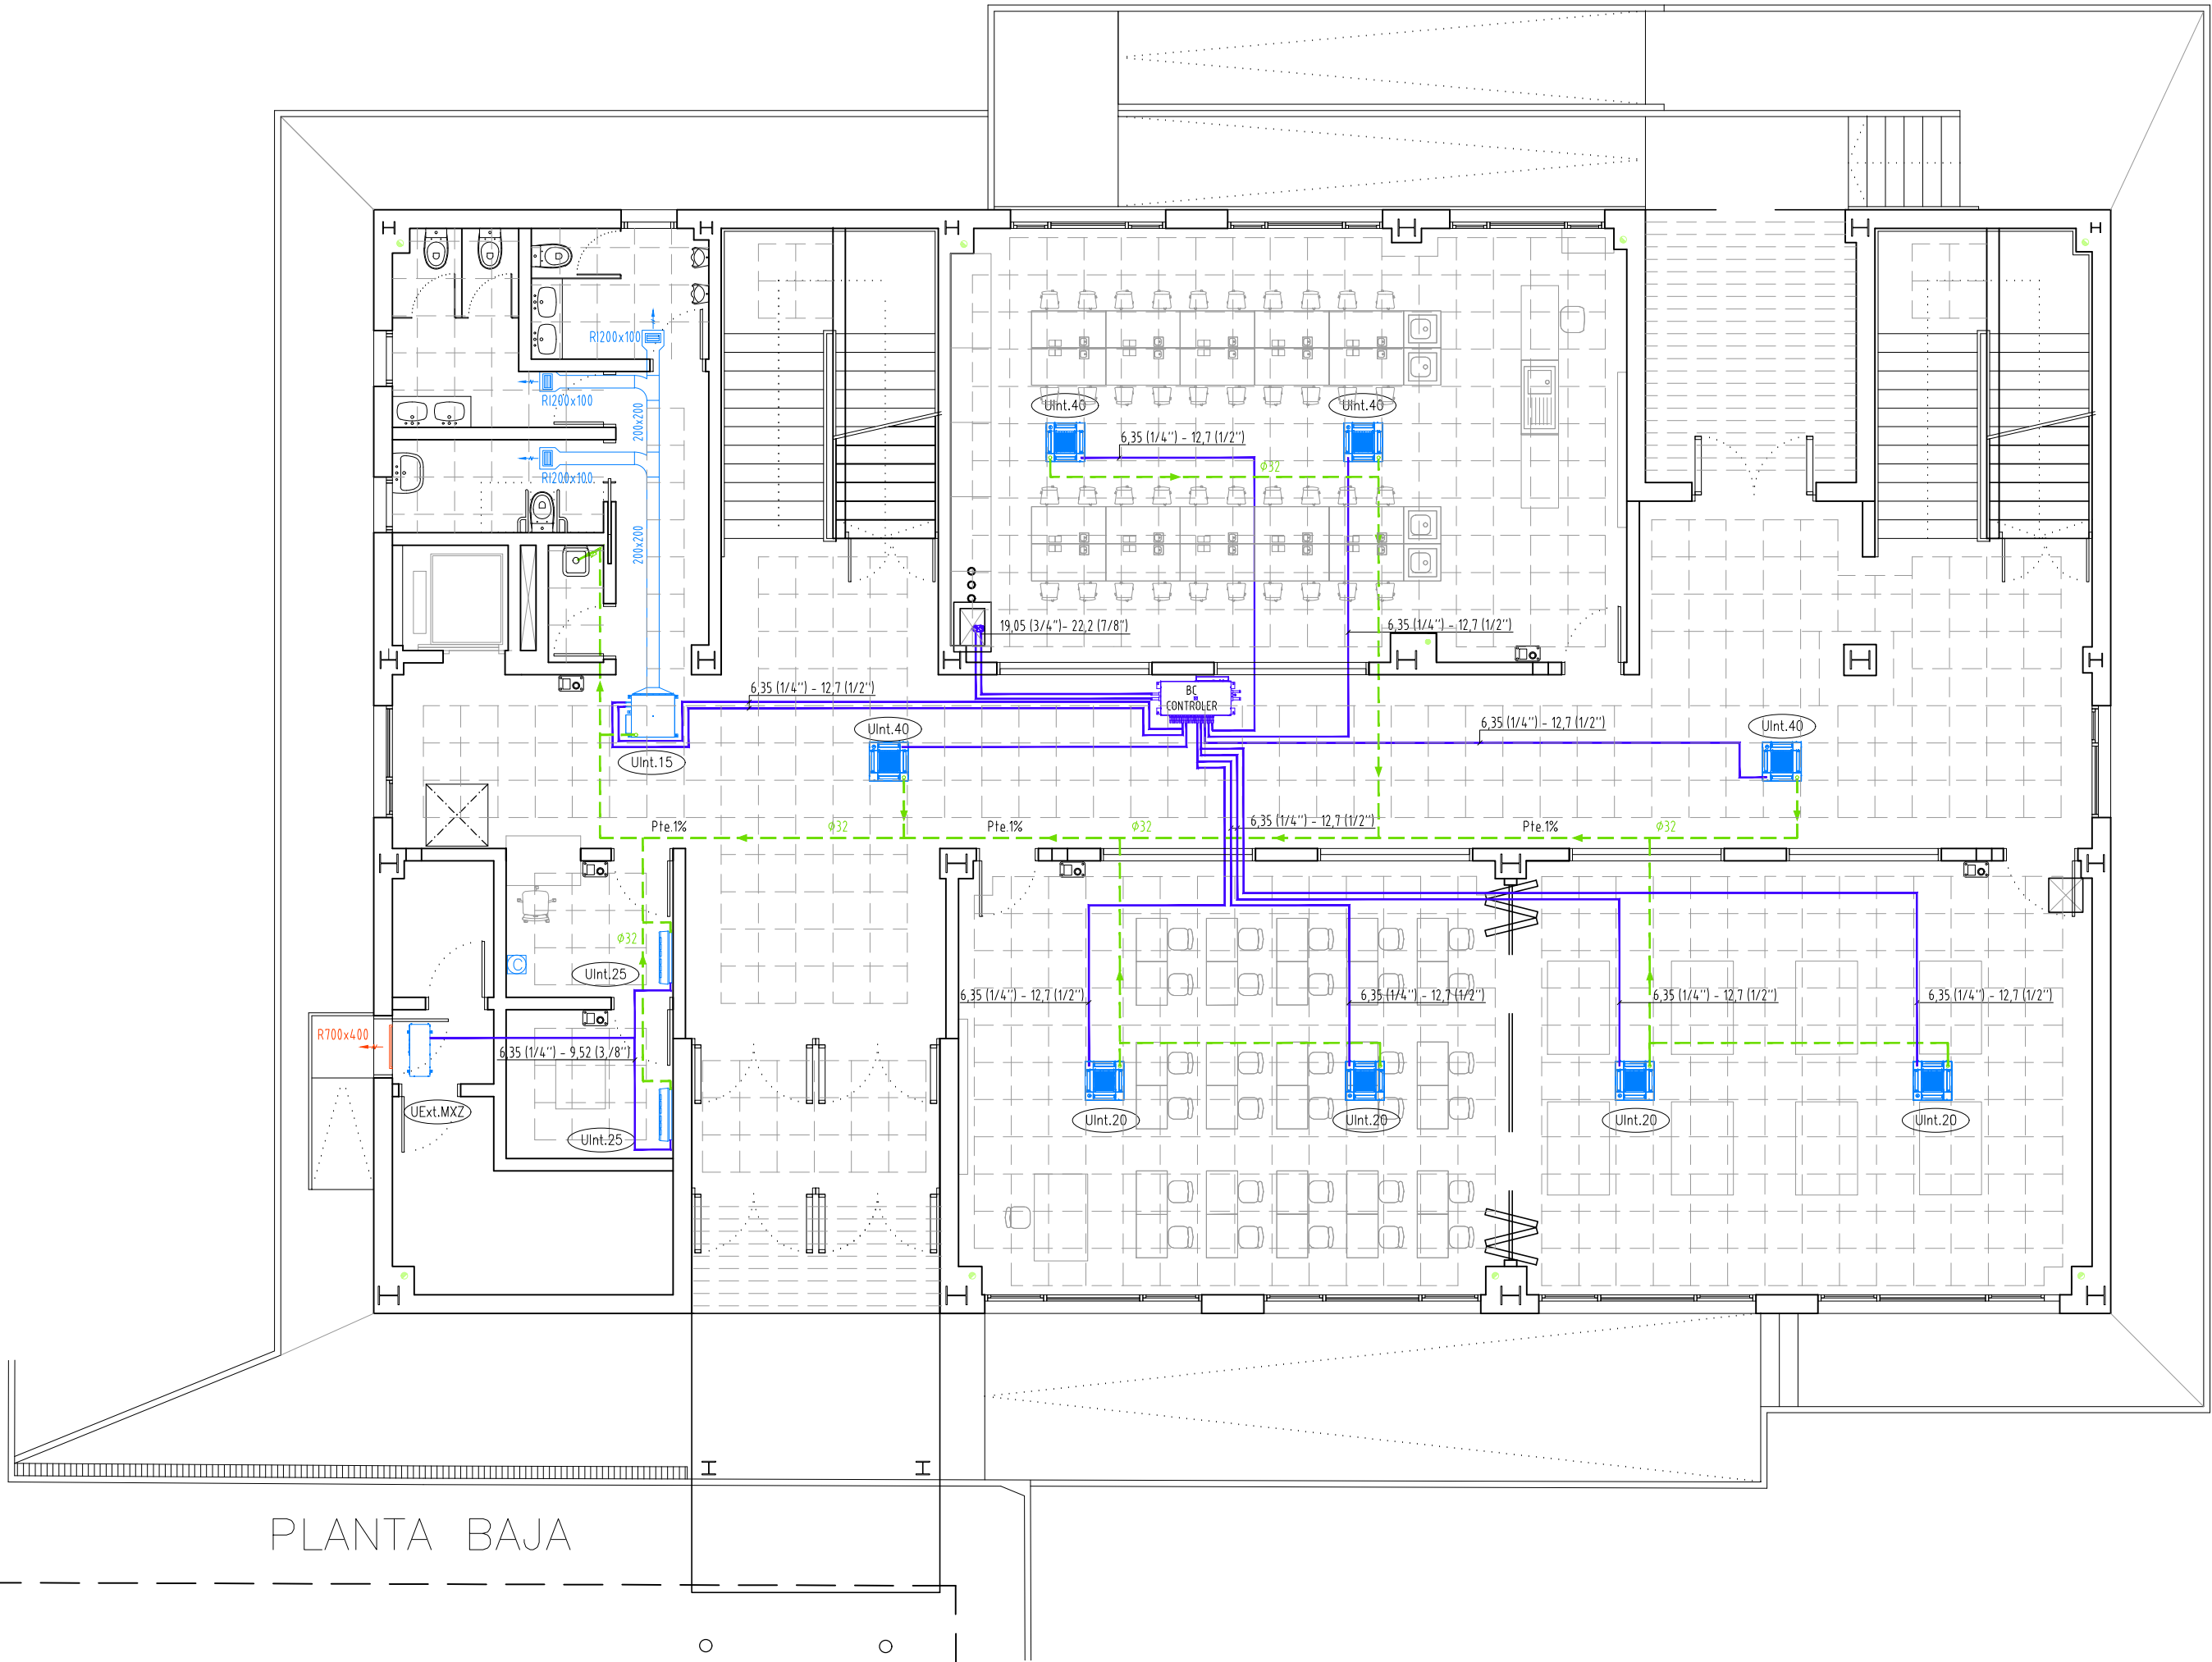 RI200x100
RI200x100
200x200
RI200x100
200x200
UInt.40
UInt.40
6,35 (1/4'') - 12,7 (1/2'')
Ø32
19,05 (3/4'')- 22,2 (7/8'')
6,35 (1/4'') - 12,7 (1/2'')
6,35 (1/4'') - 12,7 (1/2'')
BC
CONTROLER
UInt.40
6,35 (1/4'') - 12,7 (1/2'')
UInt.40
UInt.15
Pte.1%
Ø32
Pte.1%
Ø32
6,35 (1/4'') - 12,7 (1/2'')
Pte.1%
Ø32
Ø32
C
UInt.25
6,35 (1/4'') - 12,7 (1/2'')
6,35 (1/4'') - 12,7 (1/2'')
6,35 (1/4'') - 12,7 (1/2'')
6,35 (1/4'') - 12,7 (1/2'')
R700x400
6,35 (1/4'') - 9,52 (3/8'')
UExt.MXZ
UInt.25
UInt.20
UInt.20
UInt.20
UInt.20
PLANTA BAJA